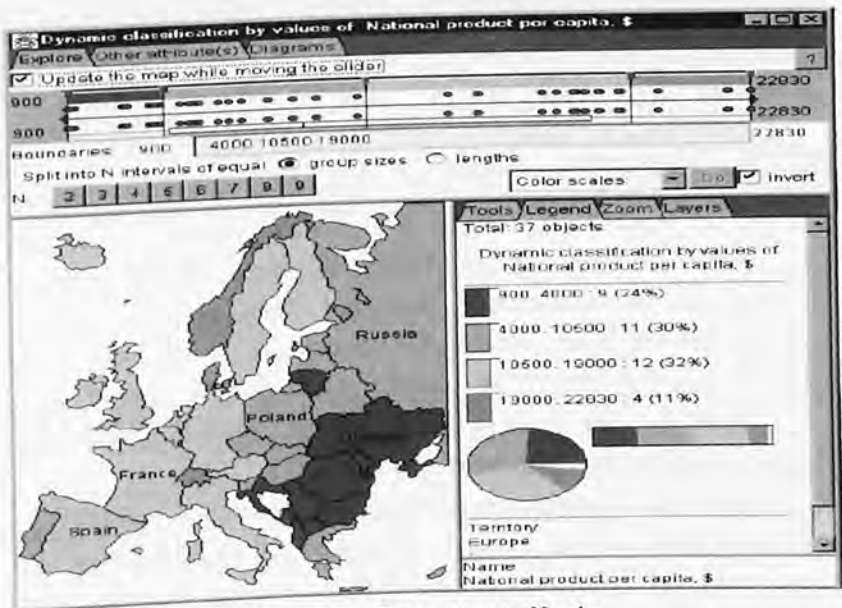 Dynamic classification by values of National product per capita, $
Explore Other attribute(s) Diagrams
Update the map while moving the slider
?
900 22830
900 22830
Boundaries: 900 4000 10500 19000 22830
Split into N intervals of equal group sizes lengths
N: 2 3 4 5 6 7 8 9
Color scales: Do invert
Tools Legend Zoom Layers
Total: 37 objects
Dynamic classification by values of
National product per capita, $
900..4000 : 9 (24%)
4000..10500 : 11 (30%)
10500..19000 : 12 (32%)
19000..22830 : 4 (11%)
Russia
Poland
France
Spain
Territory
Europe
Name
National product per capita, $